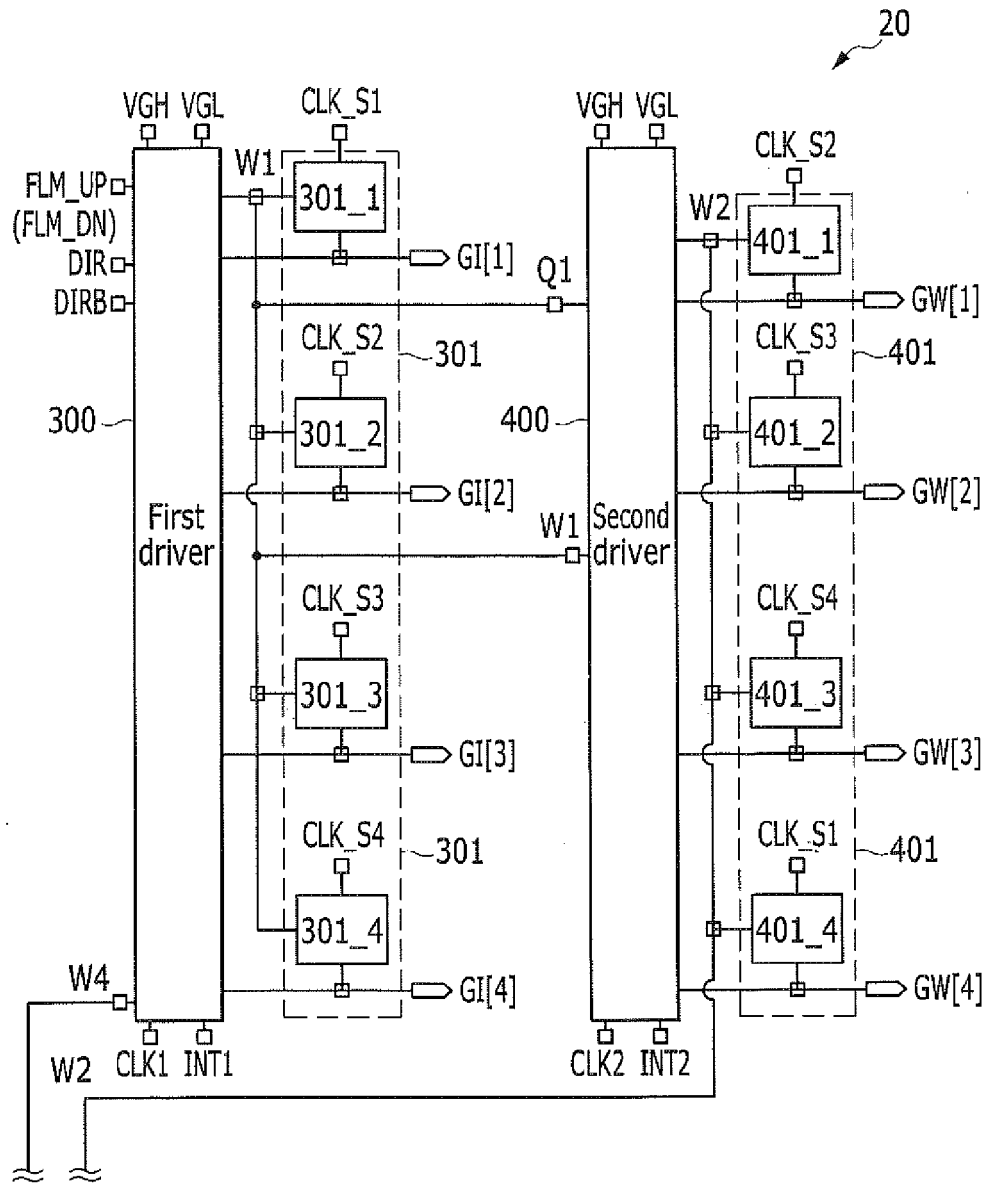 20
VGH VGL
CLK_S1
VGH VGL
CLK_S2
W1
FLM_UP
(FLM_DN)
301_1
W2
401_1
DIR
GI[1]
Q1
DIRB
GW[1]
CLK_S2
301
CLK_S3
401
300
301_2
400
401_2
GI[2]
GW[2]
First
driver
W1
Second
driver
CLK_S3
CLK_S4
301_3
401_3
GI[3]
GW[3]
CLK_S4
301
CLK_S1
401
301_4
401_4
W4
GI[4]
GW[4]
W2
CLK1 INT1
CLK2 INT2